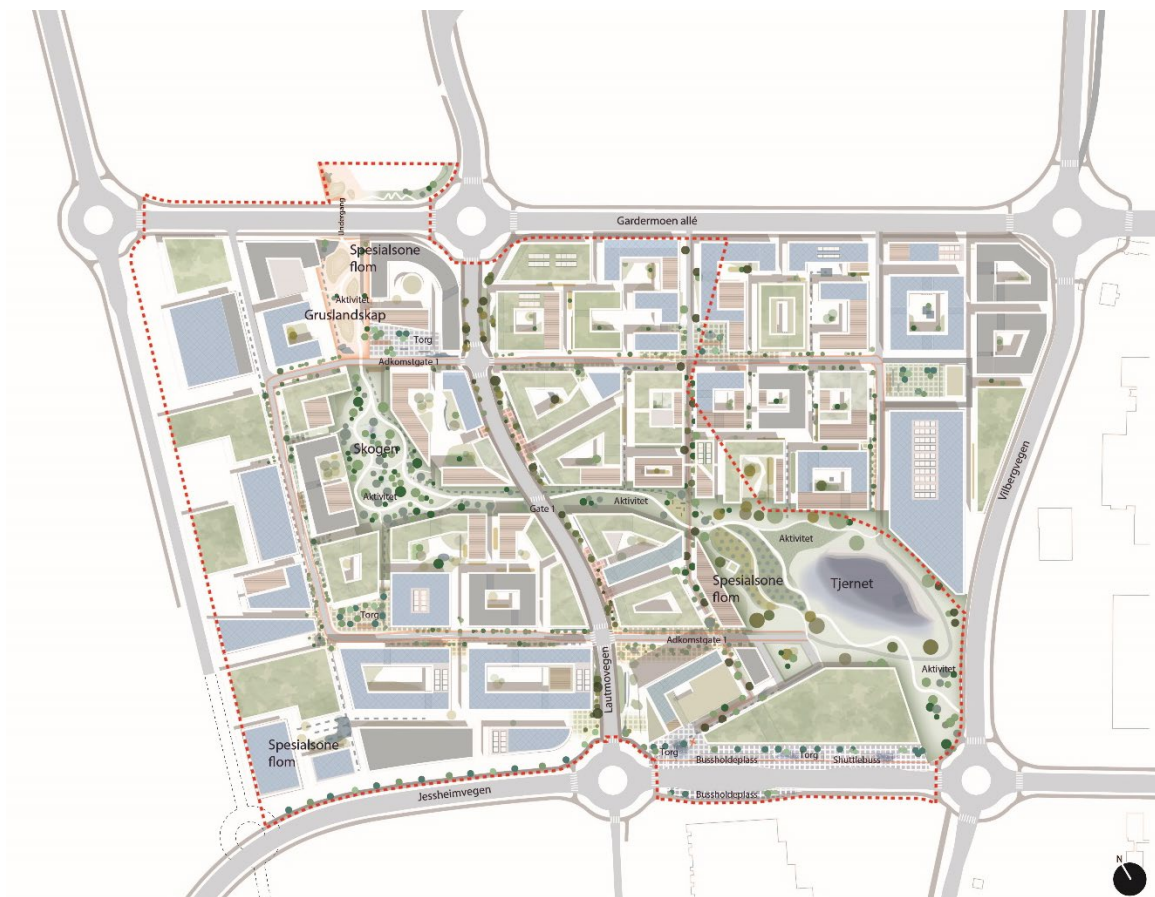 Gardermoen allé
Undergang
Spesialsone
flom
Aktivitet
Gruslandskap
Torg
Adkomstgate 1
Skogen
Aktivitet
Gate 1
Aktivitet
Aktivitet
Vilbergvegen
Spesialsone
flom
Tjernet
Torg
Adkomstgate 1
Lautmovegen
Aktivitet
Spesialsone
flom
Torg
Bussholdeplass
Torg
Shuttlebuss
Jessheimvegen
Bussholdeplass
N